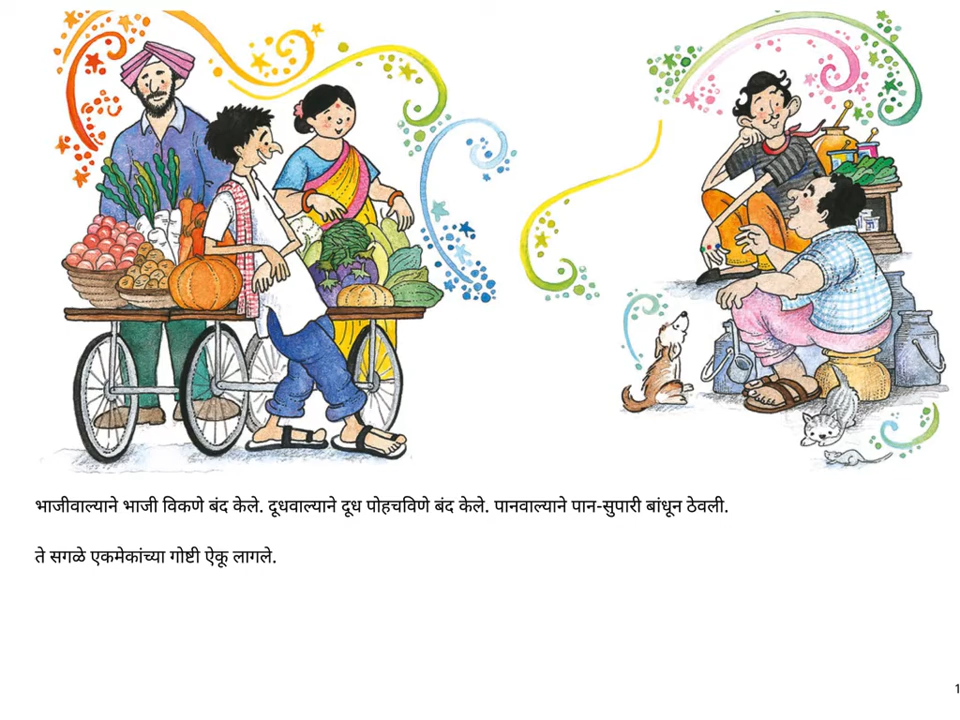 भाजीवाल्याने भाजी विकणे बंद केले. दूधवाल्याने दूध पोहचविणे बंद केले. पानवाल्याने पान-सुपारी बांधून ठेवली.
ते सगळे एकमेकांच्या गोष्टी ऐकू लागले.
1